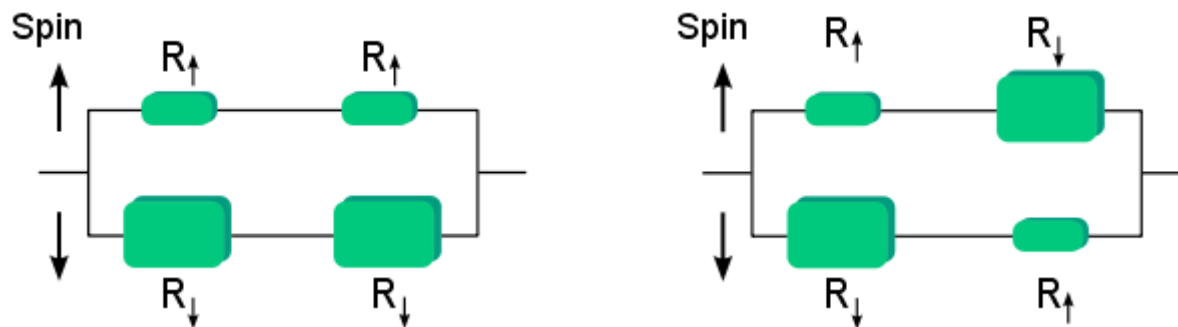 Spin
R↑ R↑
R↓ R↓
Spin
R↑ R↓
R↓ R↑